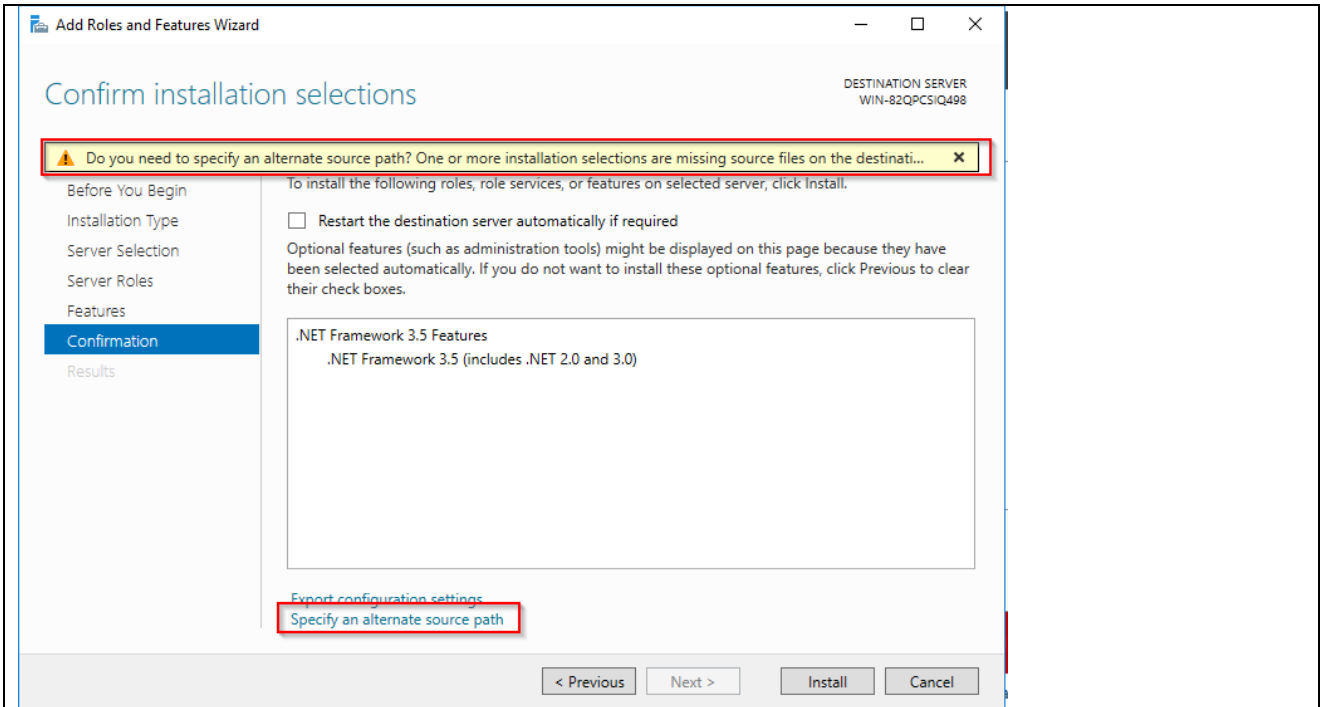 Add Roles and Features Wizard
Confirm installation selections
DESTINATION SERVER
WIN-82QPCSIQ498
Do you need to specify an alternate source path? One or more installation selections are missing source files on the destinati...
Before You Begin
Installation Type
Server Selection
Server Roles
Features
Confirmation
Results
To install the following roles, role services, or features on selected server, click Install.
Restart the destination server automatically if required
Optional features (such as administration tools) might be displayed on this page because they have
been selected automatically. If you do not want to install these optional features, click Previous to clear
their check boxes.
.NET Framework 3.5 Features
.NET Framework 3.5 (includes .NET 2.0 and 3.0)
Export configuration settings
Specify an alternate source path
< Previous
Next >
Install
Cancel